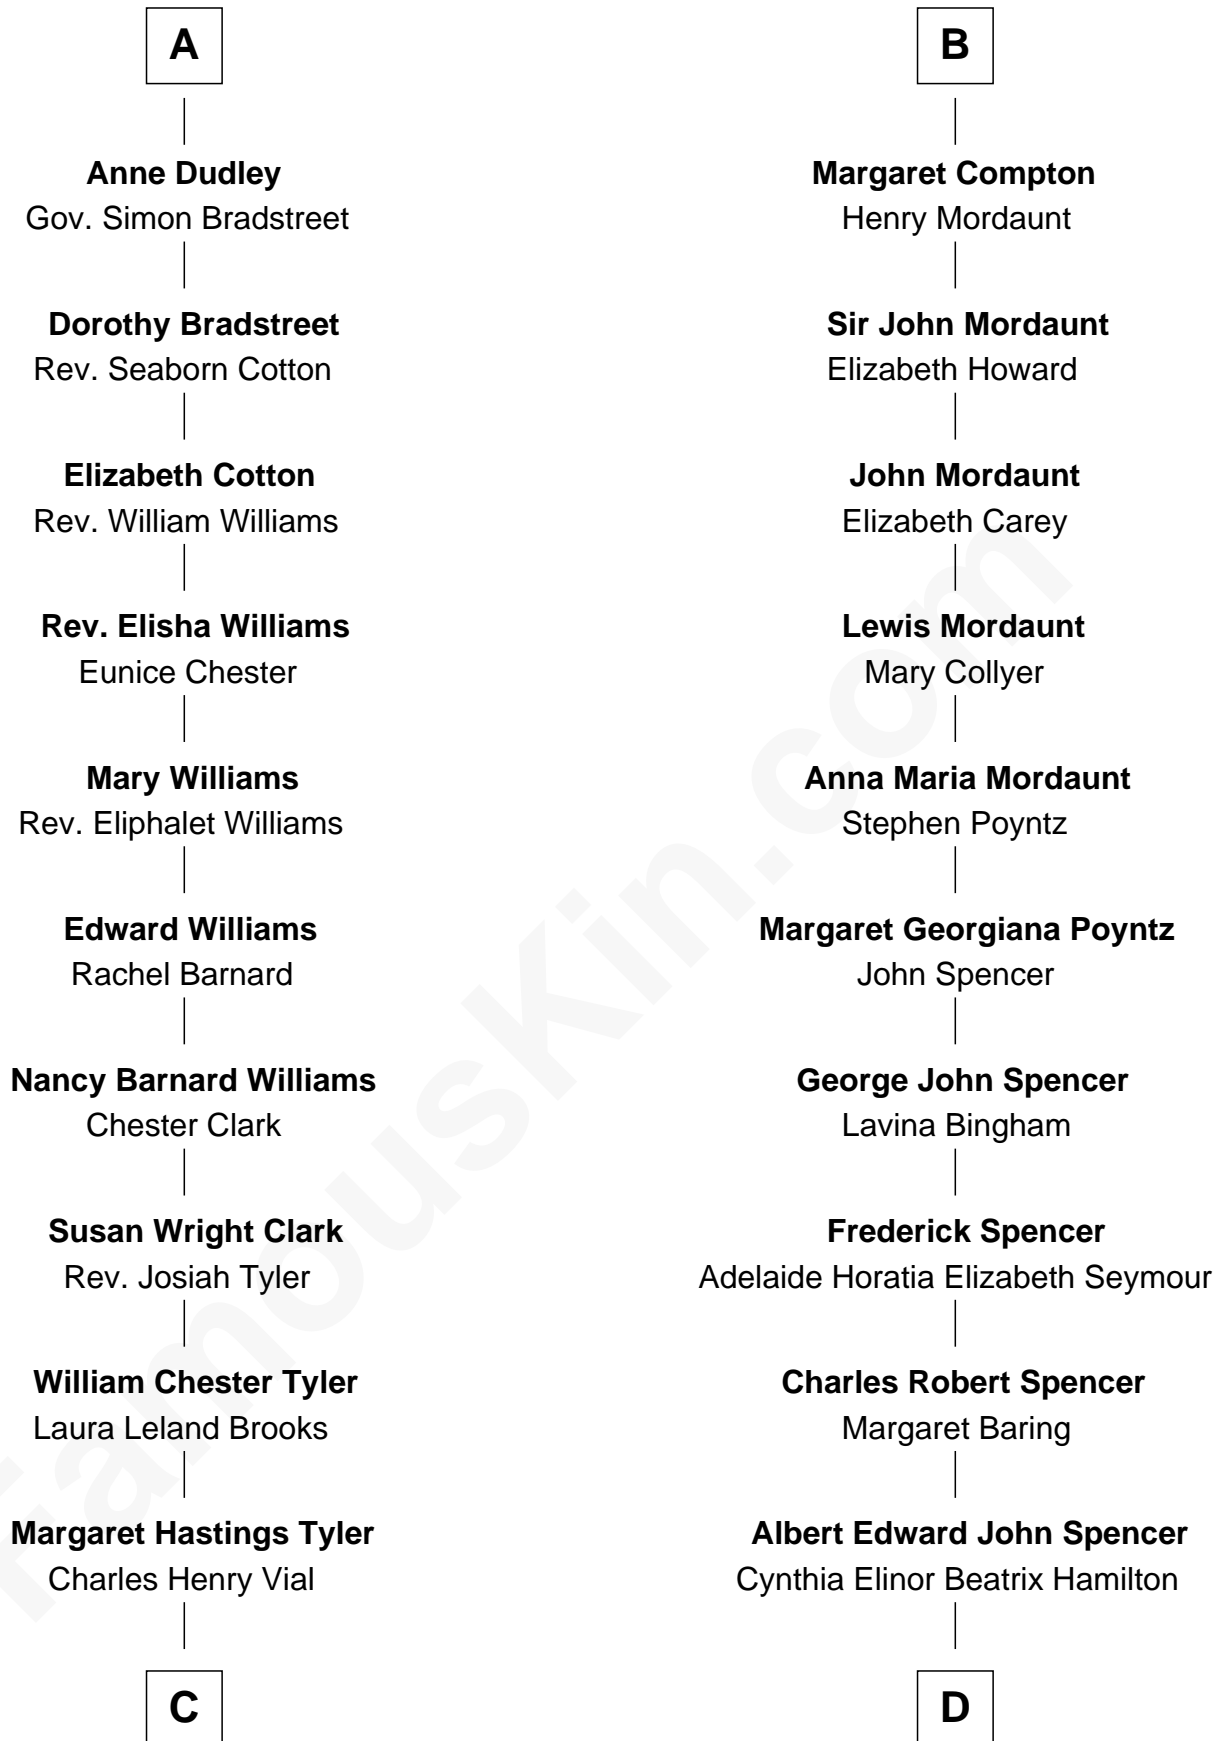 A
Anne Dudley
Gov. Simon Bradstreet
Dorothy Bradstreet
Rev. Seaborn Cotton
Elizabeth Cotton
Rev. William Williams
Rev. Elisha Williams
Eunice Chester
Mary Williams
Rev. Eliphalet Williams
Edward Williams
Rachel Barnard
Nancy Barnard Williams
Chester Clark
Susan Wright Clark
Rev. Josiah Tyler
William Chester Tyler
Laura Leland Brooks
Margaret Hastings Tyler
Charles Henry Vial
C
B
Margaret Compton
Henry Mordaunt
Sir John Mordaunt
Elizabeth Howard
John Mordaunt
Elizabeth Carey
Lewis Mordaunt
Mary Collyer
Anna Maria Mordaunt
Stephen Poyntz
Margaret Georgiana Poyntz
John Spencer
George John Spencer
Lavina Bingham
Frederick Spencer
Adelaide Horatia Elizabeth Seymour
Charles Robert Spencer
Margaret Baring
Albert Edward John Spencer
Cynthia Elinor Beatrix Hamilton
D
FamousKin.com